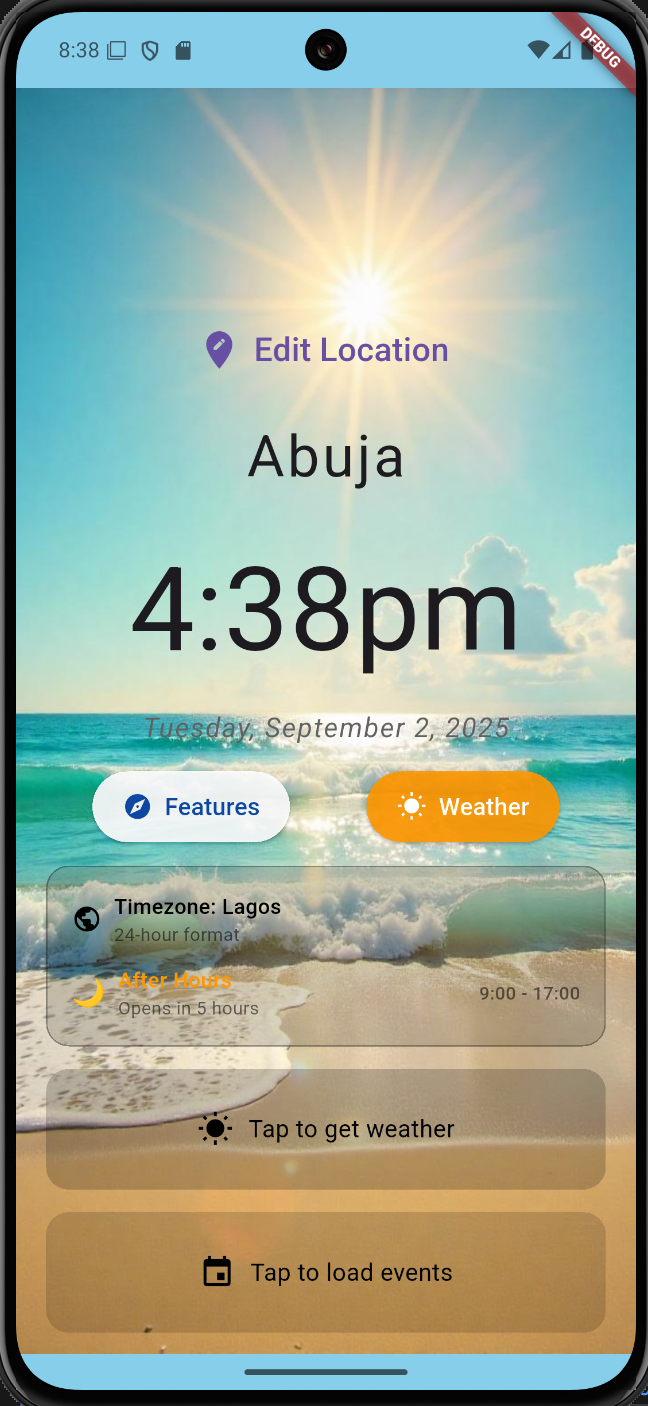 8:38
DEBUG
Edit Location
Abuja
4:38pm
Tuesday, September 2, 2025
Features
Weather
Timezone: Lagos
24-hour format
After Hours
Opens in 5 hours
9:00 - 17:00
Tap to get weather
Tap to load events